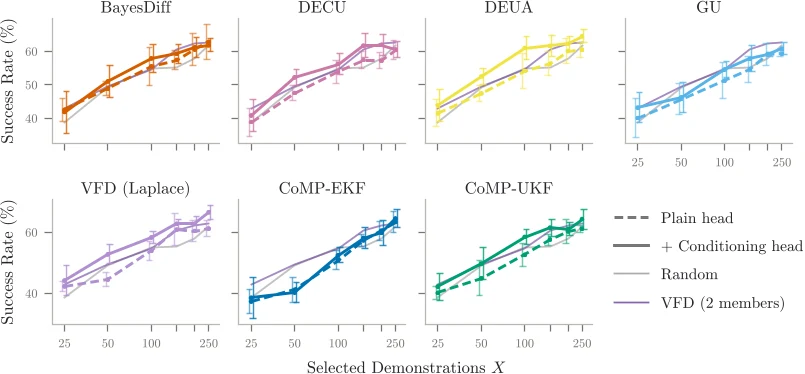 BayesDiff DECU DEUA GU
Success Rate (%)
60
50
40
25 50 100 250
VFD (Laplace) CoMP-EKF CoMP-UKF
Success Rate (%)
60
40
25 50 100 250 25 50 100 250 25 50 100 250
Selected Demonstrations X
Plain head
+ Conditioning head
Random
VFD (2 members)